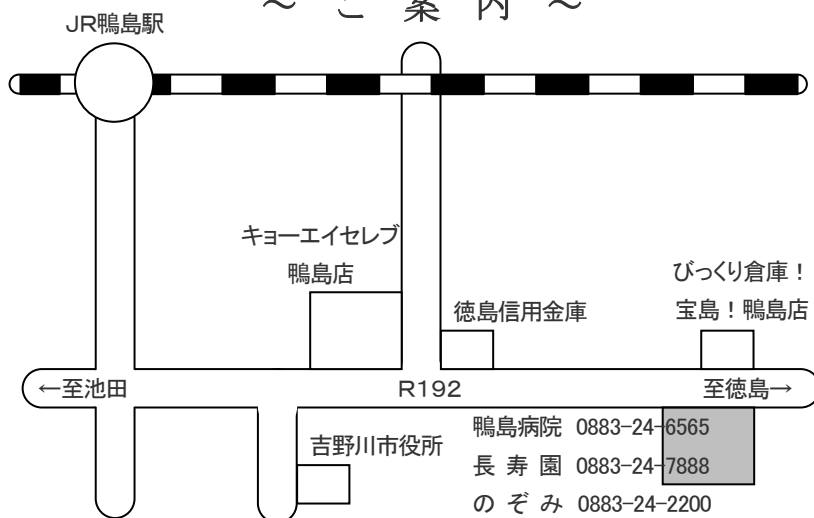 ～ ご 案 内 ～
JR鴨島駅
キョーエイセレブ
鴨島店
びっくり倉庫！
宝島！鴨島店
徳島信用金庫
←至池田
R192
至徳島→
吉野川市役所
鴨島病院 0883-24-6565
長 寿 園 0883-24-7888
の ぞ み 0883-24-2200